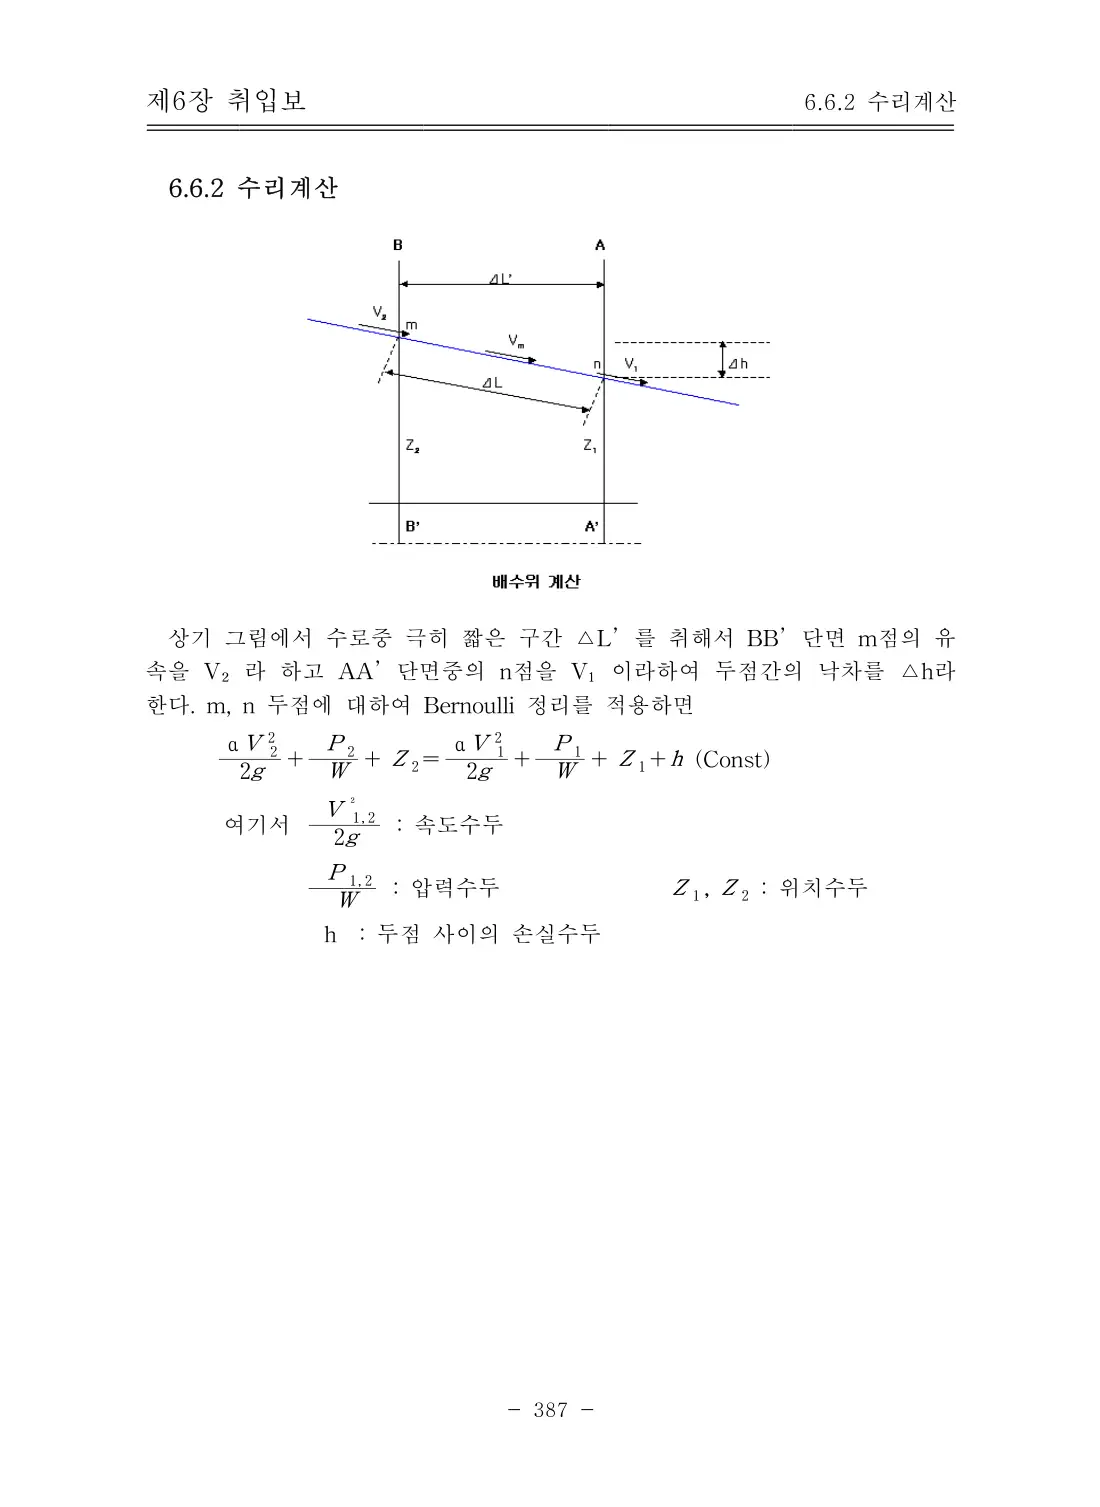 제6장 취입보
6.6.2 수리계산
6.6.2 수리계산
B A
⊿L’
V₂ m
Vₘ
n V₁ ⊿h
⊿L
Z₂ Z₁
B’ A’
배수위 계산
상기 그림에서 수로중 극히 짧은 구간 △L’ 를 취해서 BB’ 단면 m점의 유
속을 V₂ 라 하고 AA’ 단면중의 n점을 V₁ 이라하여 두점간의 낙차를 △h라
한다. m, n 두점에 대하여 Bernoulli 정리를 적용하면
αV₂²/2g + P₂/W + Z₂ = αV₁²/2g + P₁/W + Z₁ + h (Const)
여기서 V₁,₂²/2g : 속도수두
P₁,₂/W : 압력수두 Z₁, Z₂ : 위치수두
h : 두점 사이의 손실수두
- 387 -